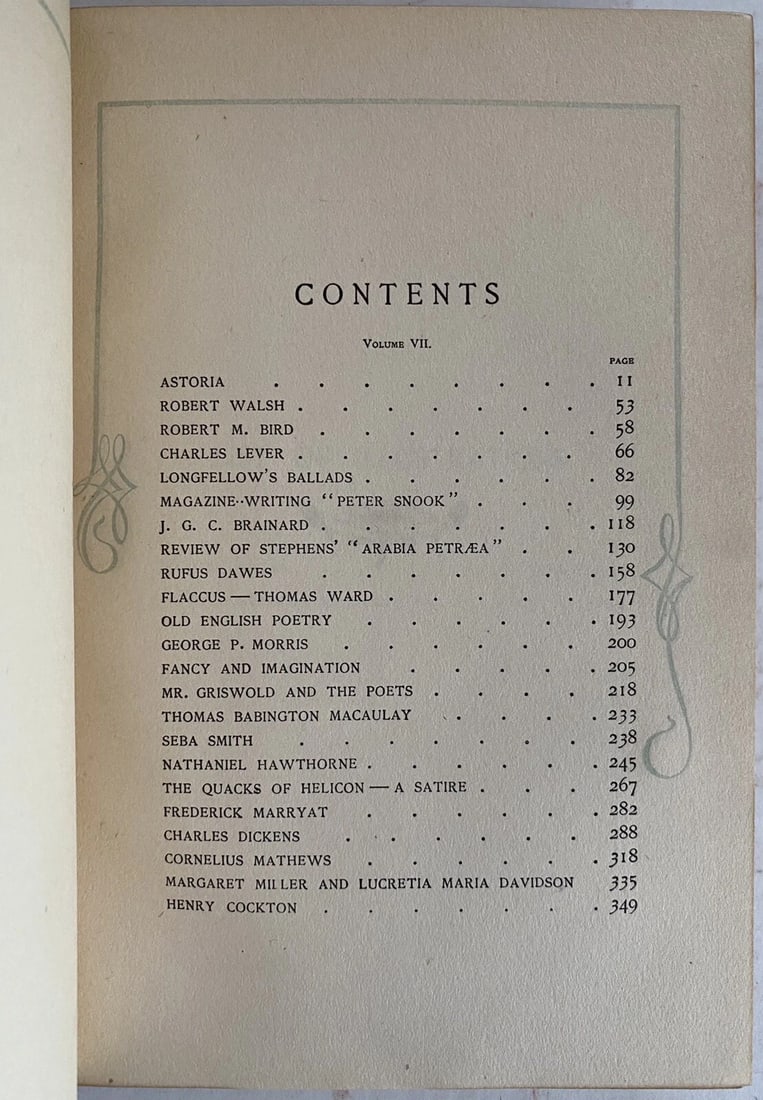 CONTENTS
VOLUME VII.
PAGE
ASTORIA . . . . . . . . 11
ROBERT WALSH . . . . . . . 53
ROBERT M. BIRD . . . . . . . 58
CHARLES LEVER . . . . . . . 66
LONGFELLOW'S BALLADS . . . . . . 82
MAGAZINE-WRITING "PETER SNOOK" . . . 99
J. G. C. BRAINARD . . . . . . . 118
REVIEW OF STEPHENS' "ARABIA PETRÆA" . . 130
RUFUS DAWES . . . . . . . 158
FLACCUS — THOMAS WARD . . . . . 177
OLD ENGLISH POETRY . . . . . . 193
GEORGE P. MORRIS . . . . . . 200
FANCY AND IMAGINATION . . . . . 205
MR. GRISWOLD AND THE POETS . . . . 218
THOMAS BABINGTON MACAULAY . . . . 233
SEBA SMITH . . . . . . . 238
NATHANIEL HAWTHORNE . . . . . . 245
THE QUACKS OF HELICON — A SATIRE . . . 267
FREDERICK MARRYAT . . . . . . 282
CHARLES DICKENS . . . . . . 288
CORNELIUS MATHEWS . . . . . . 318
MARGARET MILLER AND LUCRETIA MARIA DAVIDSON 335
HENRY COCKTON . . . . . . . 349